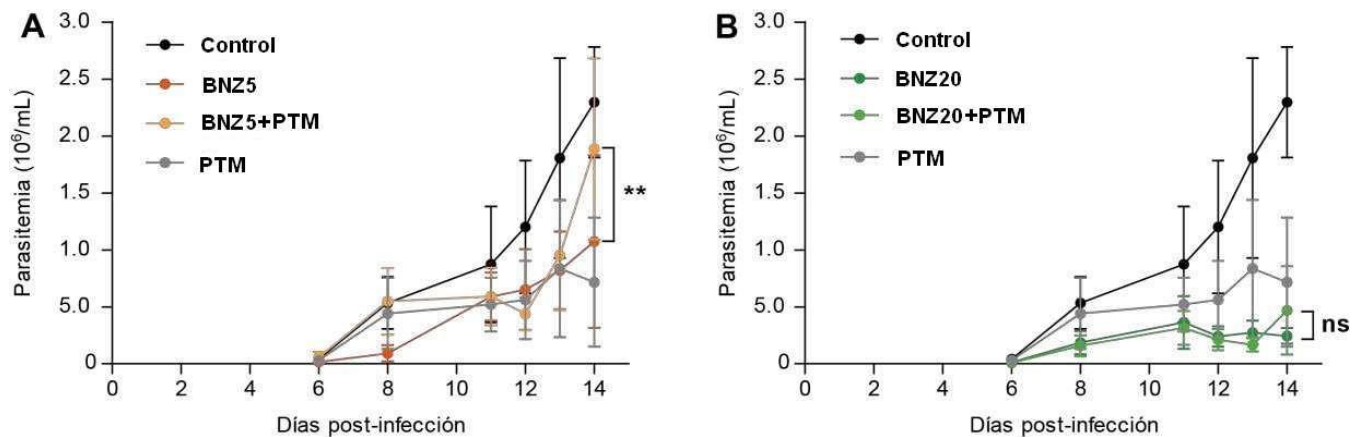 A
Control
BNZ5
BNZ5+PTM
PTM
**
Parasitemia (10⁶/mL)
3.0
2.5
2.0
1.5
1.0
5.0
0
0 2 4 6 8 10 12 14
Días post-infección
B
Control
BNZ20
BNZ20+PTM
PTM
ns
Parasitemia (10⁶/mL)
3.0
2.5
2.0
1.5
1.0
5.0
0
0 2 4 6 8 10 12 14
Días post-infección